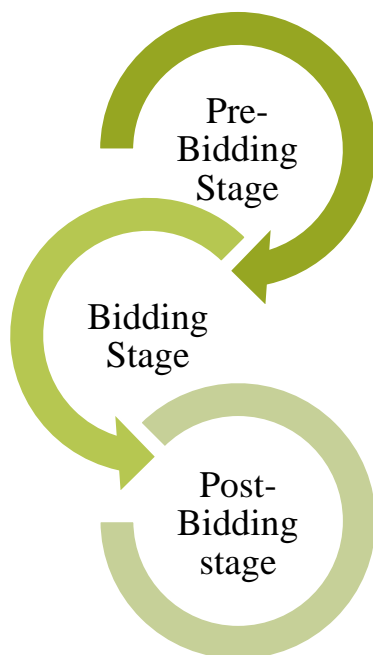 Pre-
Bidding
Stage
Bidding
Stage
Post-
Bidding
stage